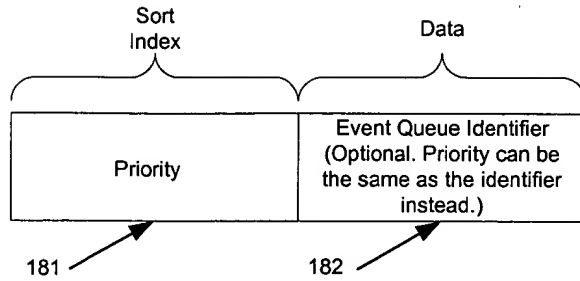 Sort
Index
Data
Priority
Event Queue Identifier
(Optional. Priority can be
the same as the identifier
instead.)
181
182